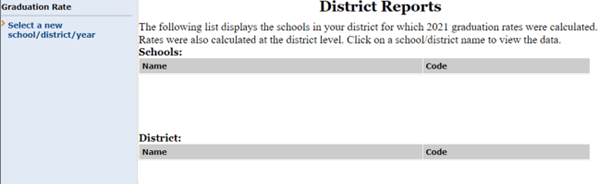 Graduation Rate
Select a new
school/district/year
District Reports
The following list displays the schools in your district for which 2021 graduation rates were calculated.
Rates were also calculated at the district level. Click on a school/district name to view the data.
Schools:
Name Code
District:
Name Code